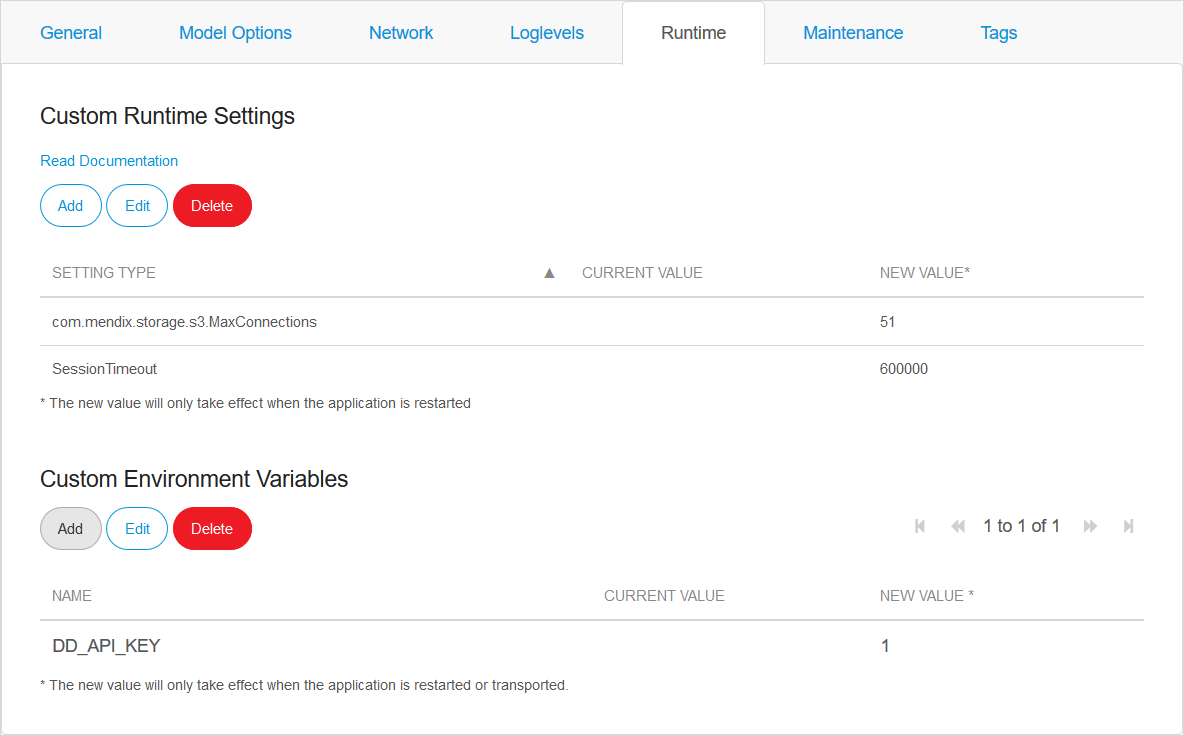 General Model Options Network Loglevels Runtime Maintenance Tags
Custom Runtime Settings
Read Documentation
Add Edit Delete
SETTING TYPE ▲ CURRENT VALUE NEW VALUE*
com.mendix.storage.s3.MaxConnections 51
SessionTimeout 600000
* The new value will only take effect when the application is restarted
Custom Environment Variables
Add Edit Delete 1 to 1 of 1
NAME CURRENT VALUE NEW VALUE *
DD_API_KEY 1
* The new value will only take effect when the application is restarted or transported.